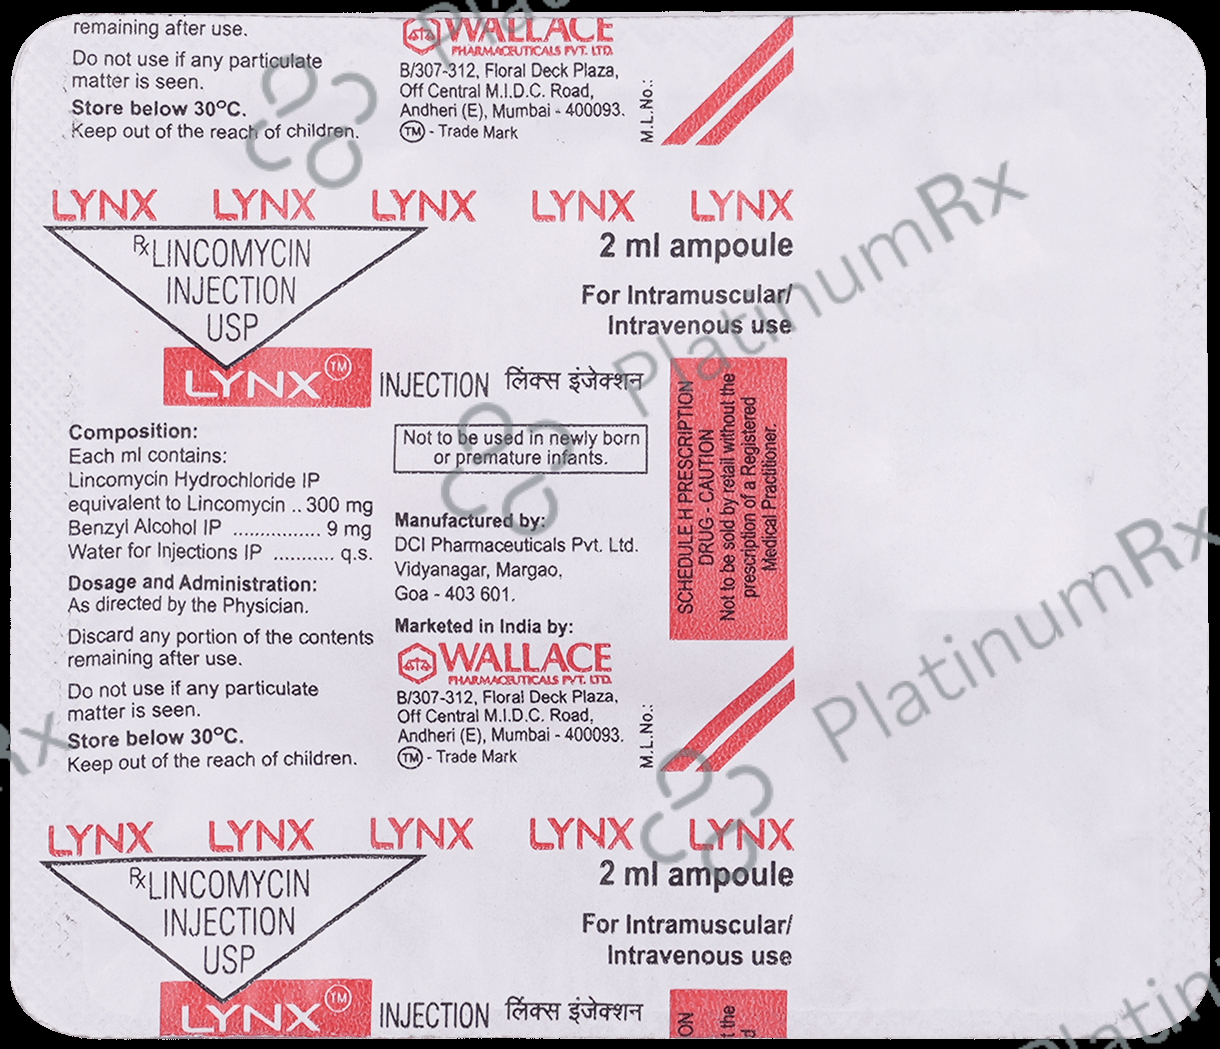 remaining after use.
Do not use if any particulate
matter is seen.
Store below 30°C.
Keep out of the reach of children.
WALLACE
PHARMACEUTICALS PVT. LTD.
B/307-312, Floral Deck Plaza,
Off Central M.I.D.C. Road,
Andheri (E), Mumbai - 400093.
TM - Trade Mark
M.L.No.:
LYNX LYNX LYNX LYNX LYNX
Rx LINCOMYCIN
INJECTION
USP
2 ml ampoule
For Intramuscular/
Intravenous use
LYNX TM INJECTION लिंक्स इंजेक्शन
Composition:
Each ml contains:
Lincomycin Hydrochloride IP
equivalent to Lincomycin .. 300 mg
Benzyl Alcohol IP ................ 9 mg
Water for Injections IP ........... q.s.
Dosage and Administration:
As directed by the Physician.
Discard any portion of the contents
remaining after use.
Do not use if any particulate
matter is seen.
Store below 30°C.
Keep out of the reach of children.
Not to be used in newly born
or premature infants.
Manufactured by:
DCI Pharmaceuticals Pvt. Ltd.
Vidyanagar, Margao,
Goa - 403 601.
Marketed in India by:
WALLACE
PHARMACEUTICALS PVT. LTD.
B/307-312, Floral Deck Plaza,
Off Central M.I.D.C. Road,
Andheri (E), Mumbai - 400093.
TM - Trade Mark
SCHEDULE H PRESCRIPTION
DRUG - CAUTION
Not to be sold by retail without the
prescription of a Registered
Medical Practitioner.
M.L.No.:
LYNX LYNX LYNX LYNX LYNX
Rx LINCOMYCIN
INJECTION
USP
2 ml ampoule
For Intramuscular/
Intravenous use
LYNX TM INJECTION लिंक्स इंजेक्शन
ON
t the
d
PlatinumRx
PlatinumRx
Rx
Platin